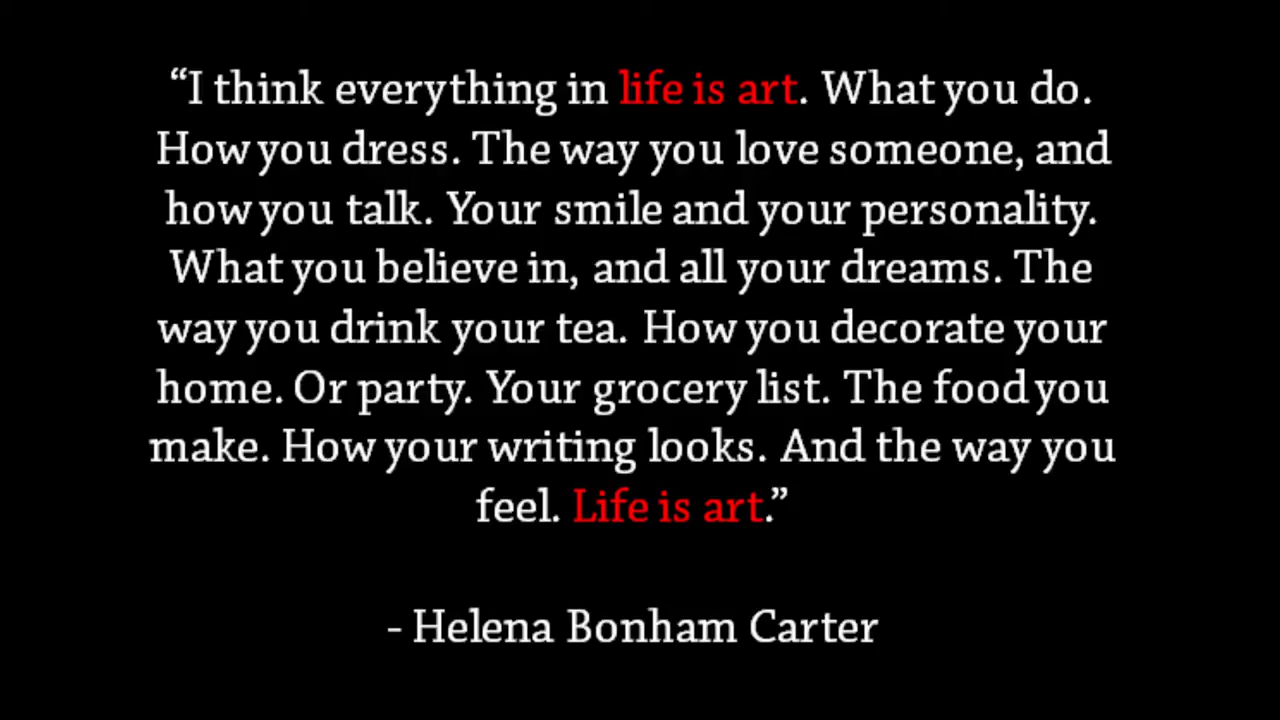 “I think everything in life is art. What you do.
How you dress. The way you love someone, and
how you talk. Your smile and your personality.
What you believe in, and all your dreams. The
way you drink your tea. How you decorate your
home. Or party. Your grocery list. The food you
make. How your writing looks. And the way you
feel. Life is art.”
- Helena Bonham Carter